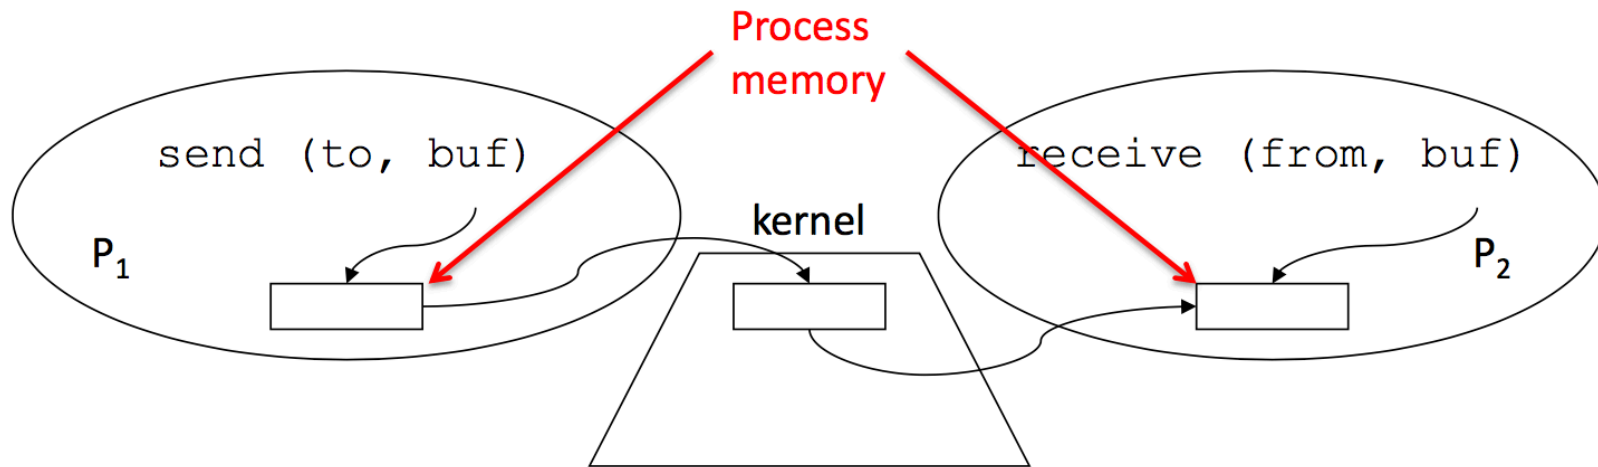 Process
memory
send (to, buf)
receive (from, buf)
kernel
P₁
P₂